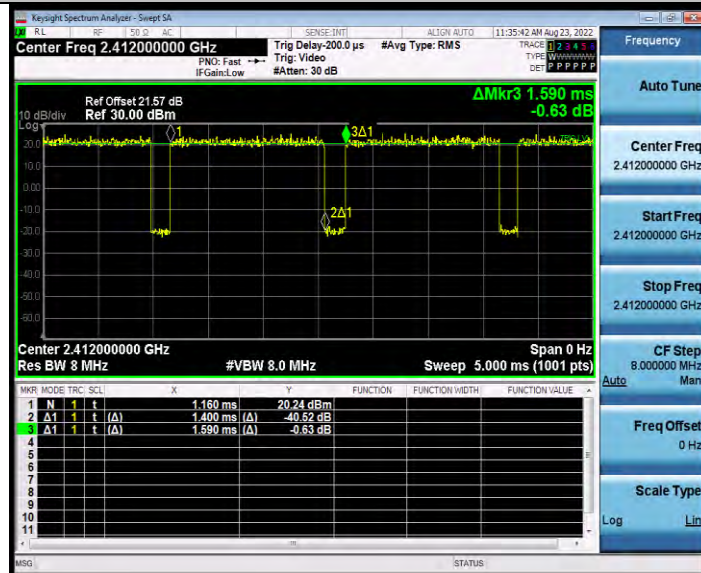 Keysight Spectrum Analyzer - Swept SA
LXI RL RF 50 Ω AC SENSE:INT ALIGN AUTO 11:35:42 AM Aug 23, 2022
Center Freq 2.412000000 GHz Trig Delay-200.0 µs #Avg Type: RMS TRACE 1 2 3 4 5 6
PNO: Fast Trig: Video TYPE WWWWWW
IFGain:Low #Atten: 30 dB DET P P P P P P
Ref Offset 21.57 dB ΔMkr3 1.590 ms
10 dB/div Ref 30.00 dBm -0.63 dB
Log
1 3Δ1
20.0
10.0
0.00
-10.0
2Δ1
-20.0
-30.0
-40.0
-50.0
-60.0
Center 2.412000000 GHz Span 0 Hz
Res BW 8 MHz #VBW 8.0 MHz Sweep 5.000 ms (1001 pts)
MKR MODE TRC SCL X Y FUNCTION FUNCTION WIDTH FUNCTION VALUE
1 N 1 t 1.160 ms 20.24 dBm
2 Δ1 1 t (Δ) 1.400 ms (Δ) -40.52 dB
3 Δ1 1 t (Δ) 1.590 ms (Δ) -0.63 dB
4
5
6
7
8
9
10
11
MSG STATUS
Frequency
Auto Tune
Center Freq
2.412000000 GHz
Start Freq
2.412000000 GHz
Stop Freq
2.412000000 GHz
CF Step
8.000000 MHz
Auto Man
Freq Offset
0 Hz
Scale Type
Log Lin